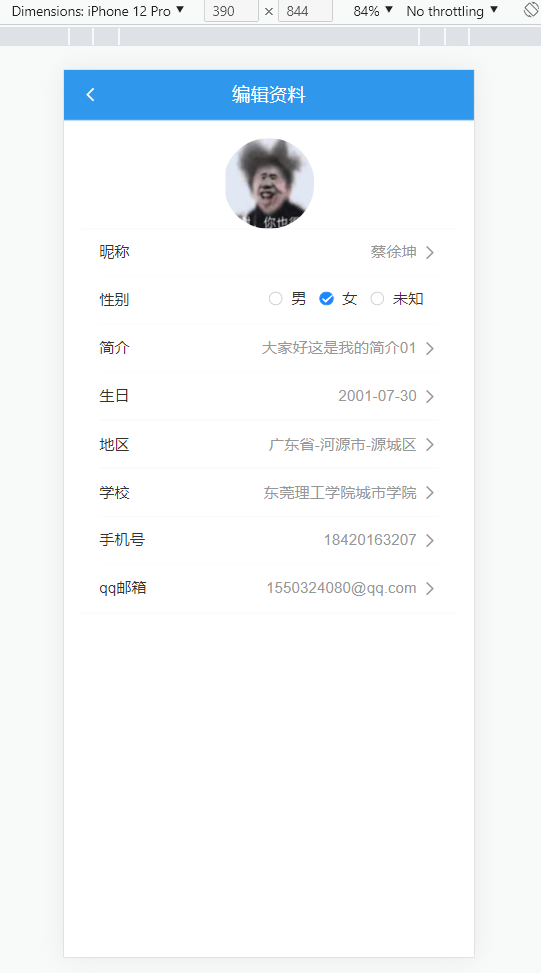 Dimensions: iPhone 12 Pro ▼ 390 × 844 84% ▼ No throttling ▼
编辑资料
你也很
昵称 蔡徐坤
性别 男 女 未知
简介 大家好这是我的简介01
生日 2001-07-30
地区 广东省-河源市-源城区
学校 东莞理工学院城市学院
手机号 18420163207
qq邮箱 1550324080@qq.com